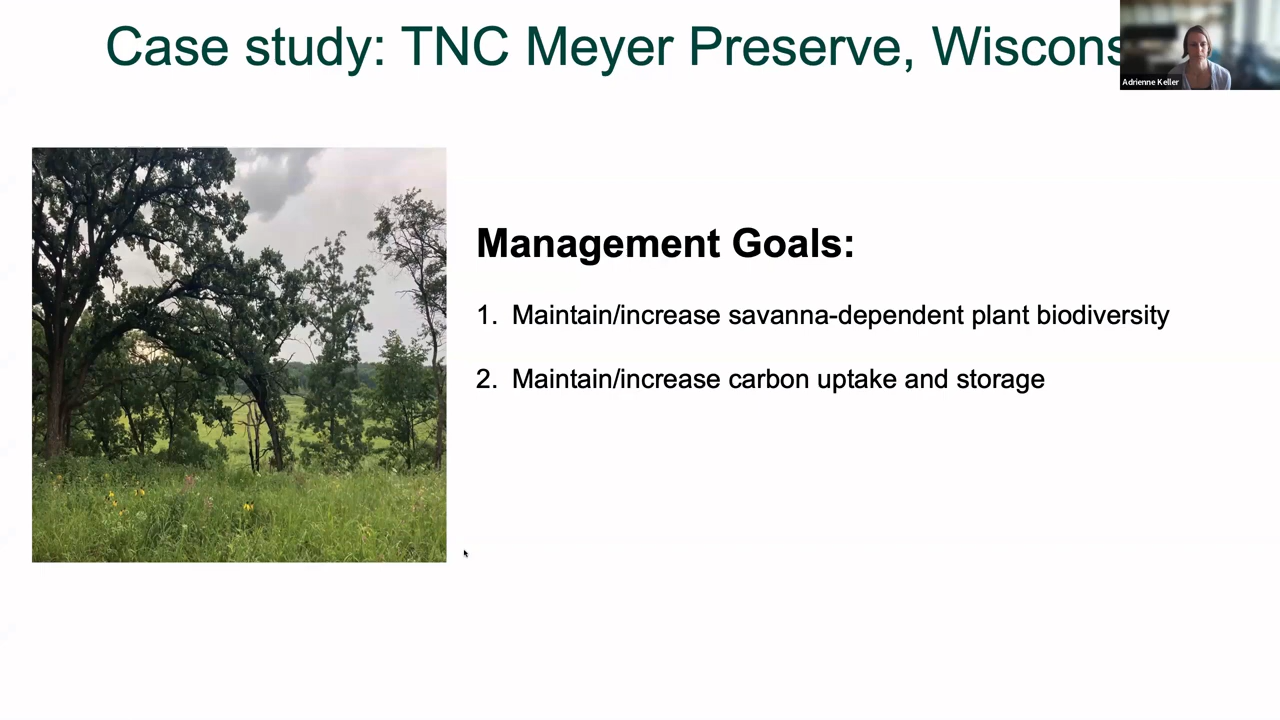 Case study: TNC Meyer Preserve, Wiscons
Adrienne Keller
Management Goals:
1. Maintain/increase savanna-dependent plant biodiversity
2. Maintain/increase carbon uptake and storage